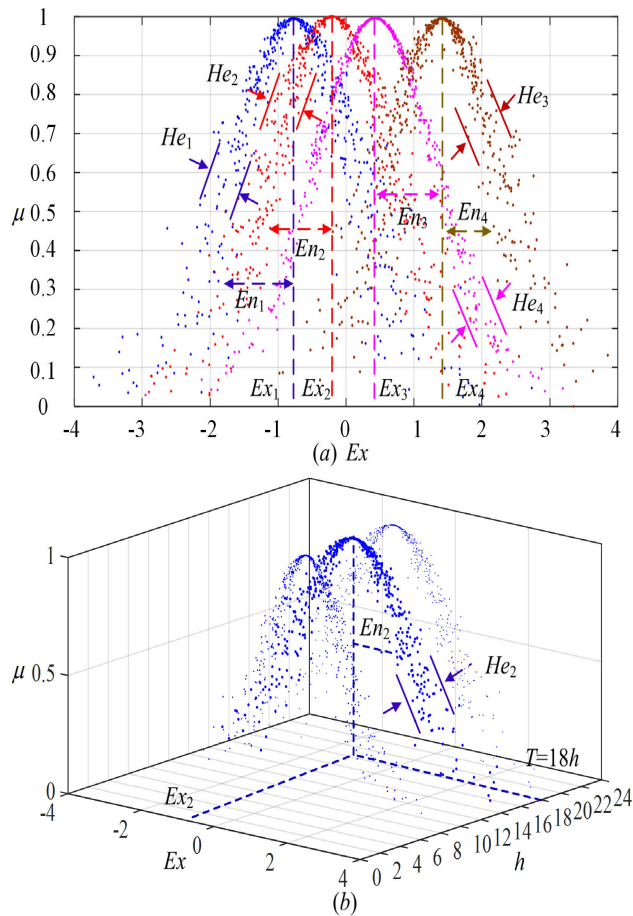 1
0.9
0.8
0.7
0.6
μ 0.5
0.4
0.3
0.2
0.1
0
He₁
He₂
He₃
He₄
En₁
En₂
En₃
En₄
Ex₁ Ex₂ Ex₃ Ex₄
-4 -3 -2 -1 0 1 2 3 4
(a) Ex
1
μ 0.5
0
En₂
He₂
Ex₂
T=18h
-4 -2 0 2 4
Ex
0 2 4 6 8 10 12 14 16 18 20 22 24
h
(b)